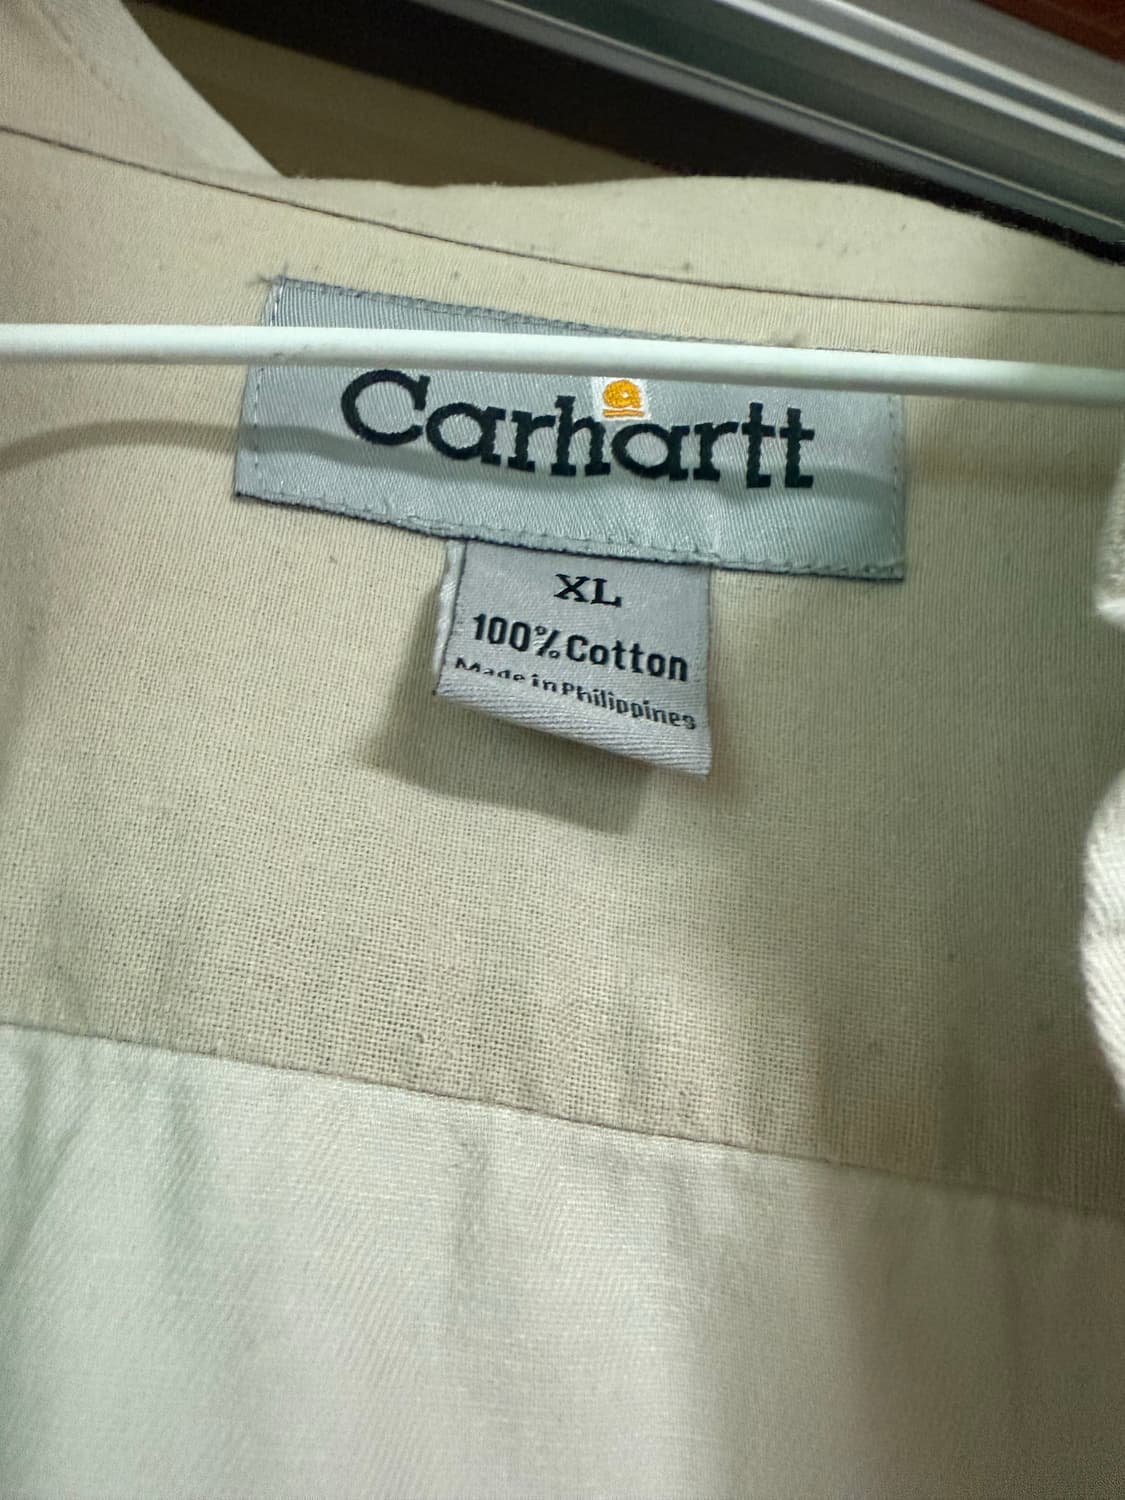 Carhartt
XL
100% Cotton
Made in Philippines